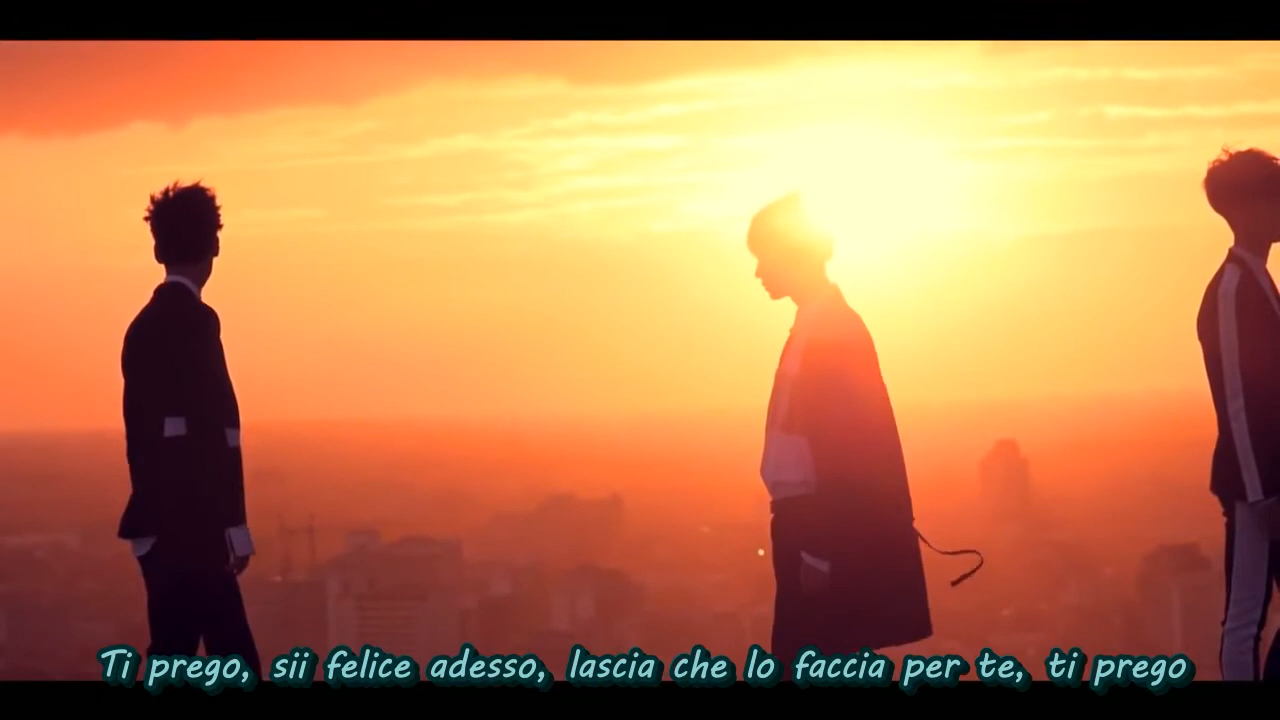 Ti prego, sii felice adesso, lascia che lo faccia per te, ti prego